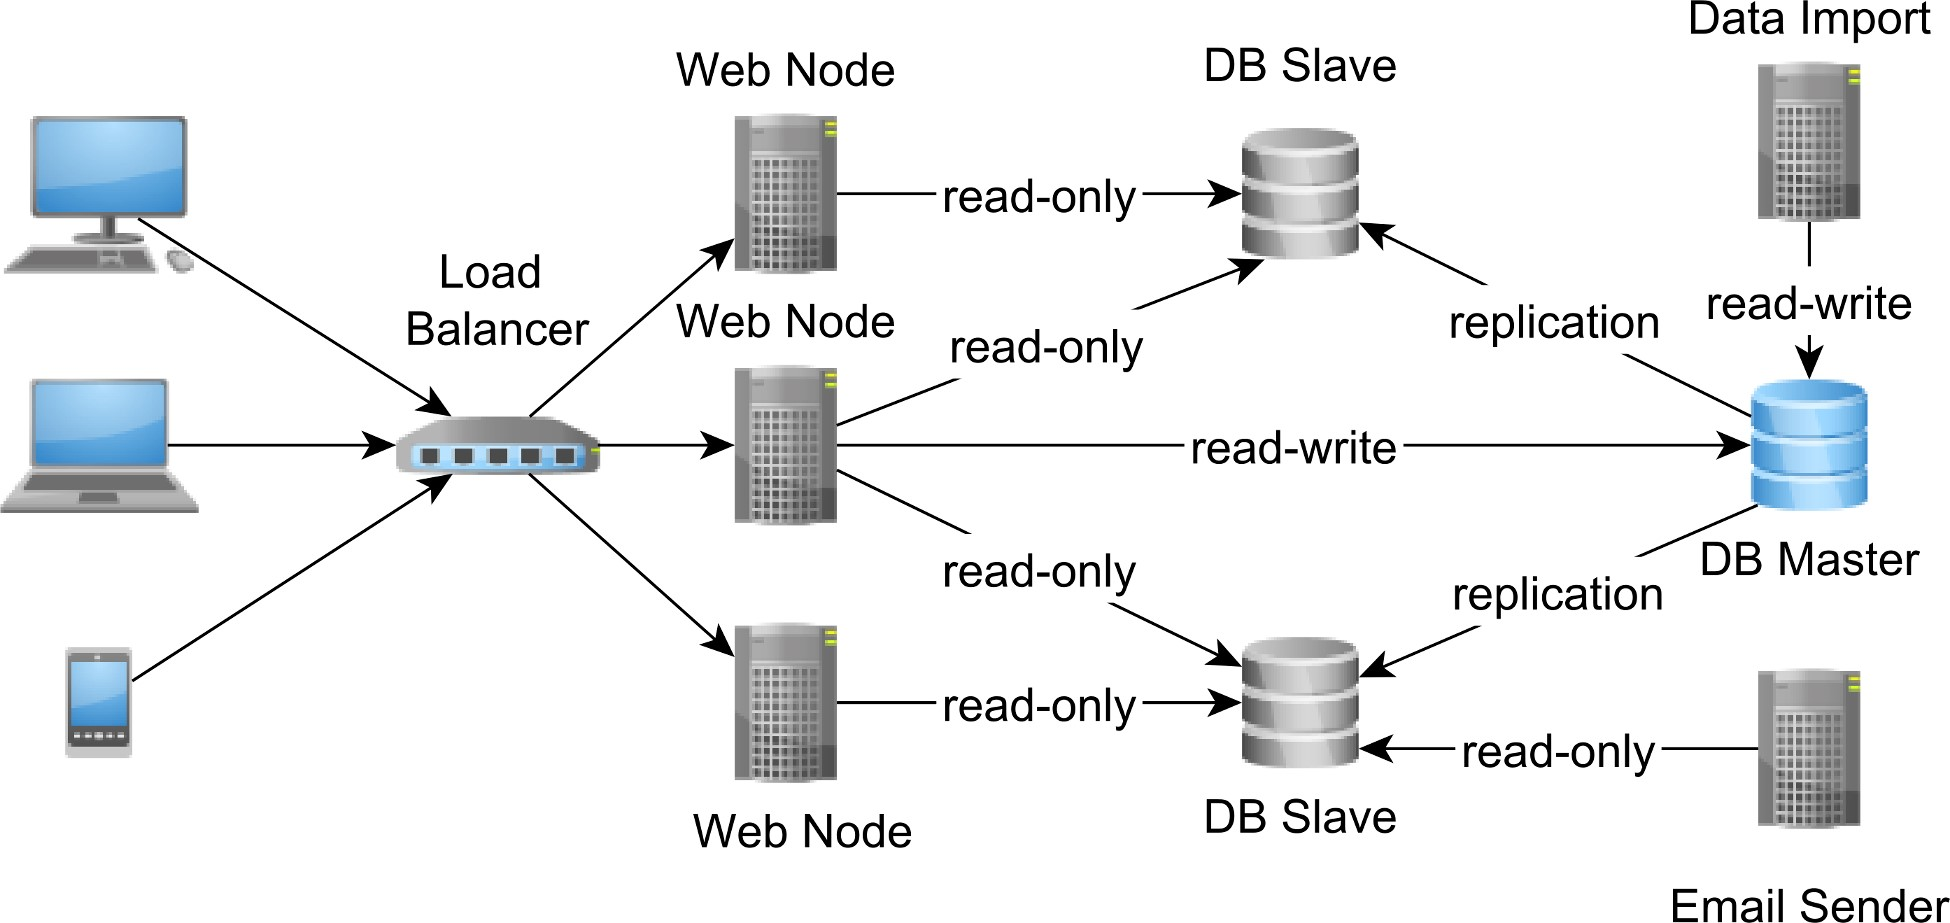 Data Import
Web Node
DB Slave
read-only
Load
Balancer
Web Node
read-only
replication
read-write
read-write
DB Master
read-only
replication
read-only
read-only
Web Node
DB Slave
Email Sender